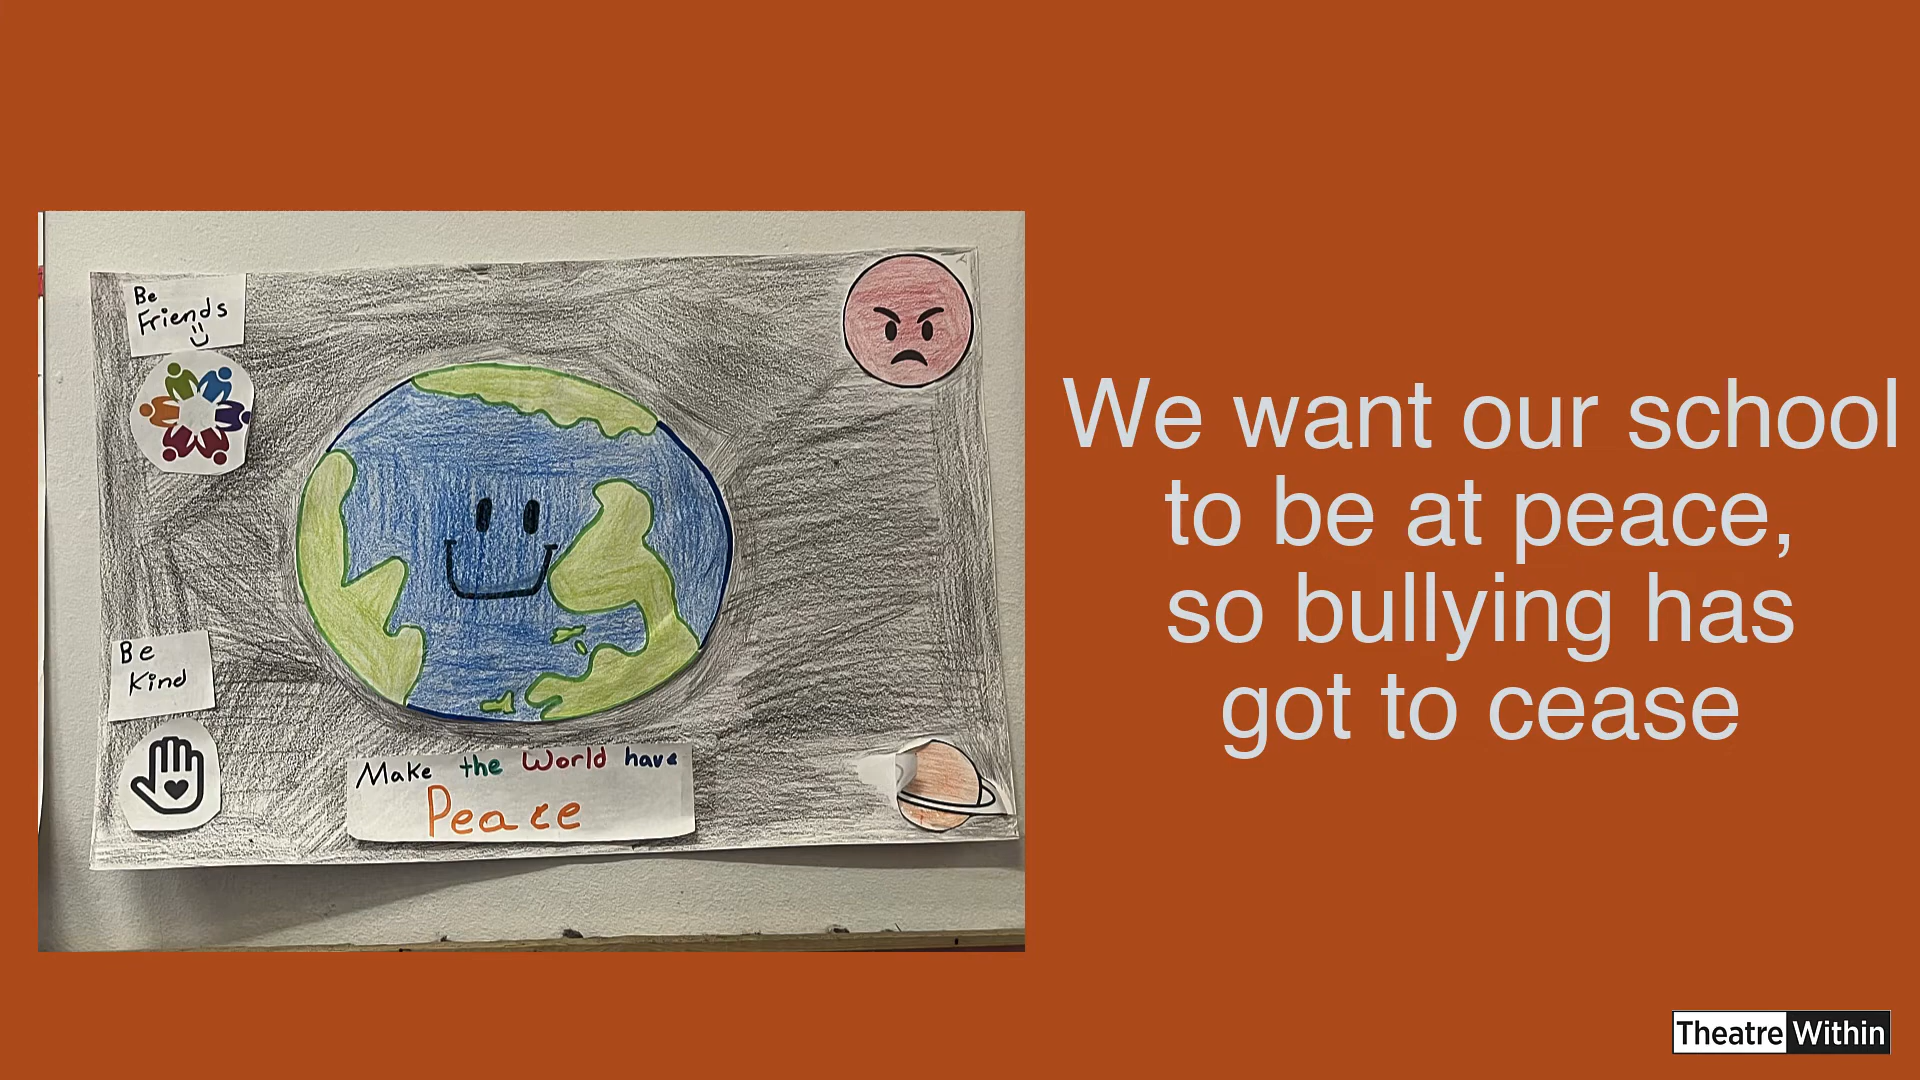 Be
Friends
Be
Kind
Make the World have
Peace
We want our school
to be at peace,
so bullying has
got to cease
Theatre Within